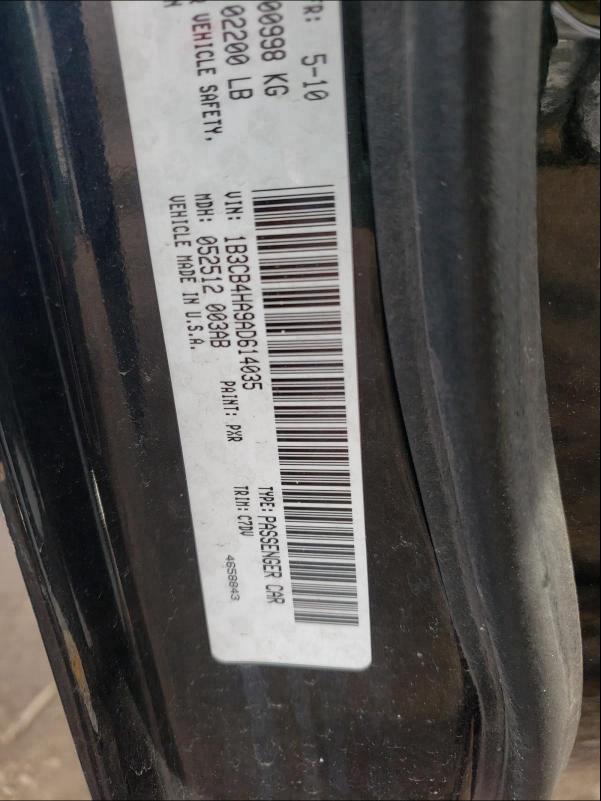 FR: 5-10
00998 KG
02200 LB
VEHICLE SAFETY,
VIN: 1B3CB4HA9AD614035
TYPE: PASSENGER CAR
MDH: 052512 003AB
PAINT: PXR
TRIM: C7DV
VEHICLE MADE IN U.S.A.
4658843